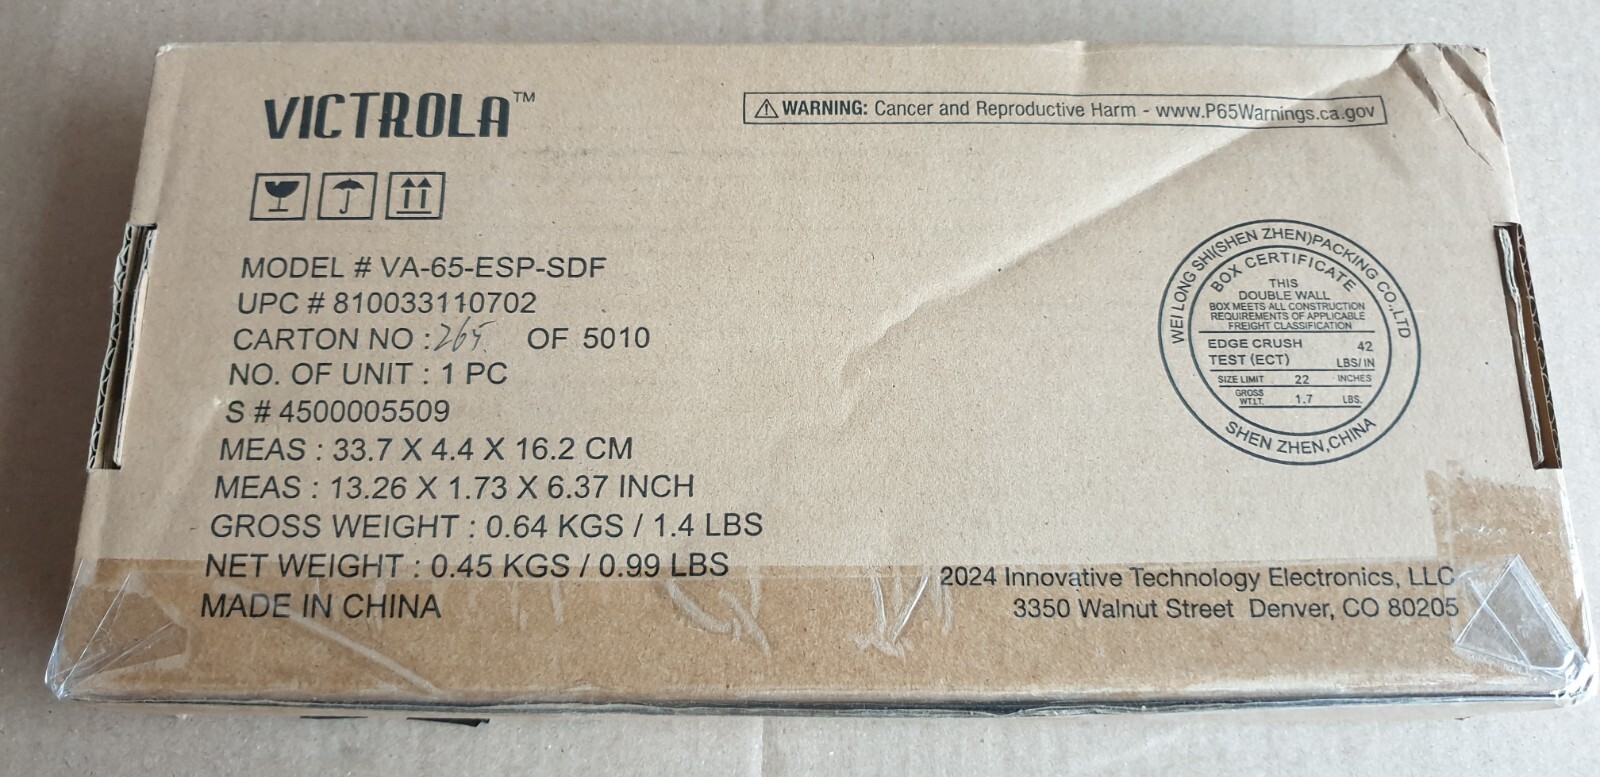 VICTROLA™
⚠ WARNING: Cancer and Reproductive Harm - www.P65Warnings.ca.gov
MODEL # VA-65-ESP-SDF
UPC # 810033110702
CARTON NO : 265 OF 5010
NO. OF UNIT : 1 PC
S # 4500005509
MEAS : 33.7 X 4.4 X 16.2 CM
MEAS : 13.26 X 1.73 X 6.37 INCH
GROSS WEIGHT : 0.64 KGS / 1.4 LBS
NET WEIGHT : 0.45 KGS / 0.99 LBS
MADE IN CHINA
WEI LONG SHI(SHEN ZHEN)PACKING CO.,LTD
BOX CERTIFICATE
THIS
DOUBLE WALL
BOX MEETS ALL CONSTRUCTION
REQUIREMENTS OF APPLICABLE
FREIGHT CLASSIFICATION
EDGE CRUSH 42
TEST (ECT) LBS/IN
SIZE LIMIT 22 INCHES
GROSS
WT.LT. 1.7 LBS.
SHEN ZHEN,CHINA
2024 Innovative Technology Electronics, LLC
3350 Walnut Street Denver, CO 80205